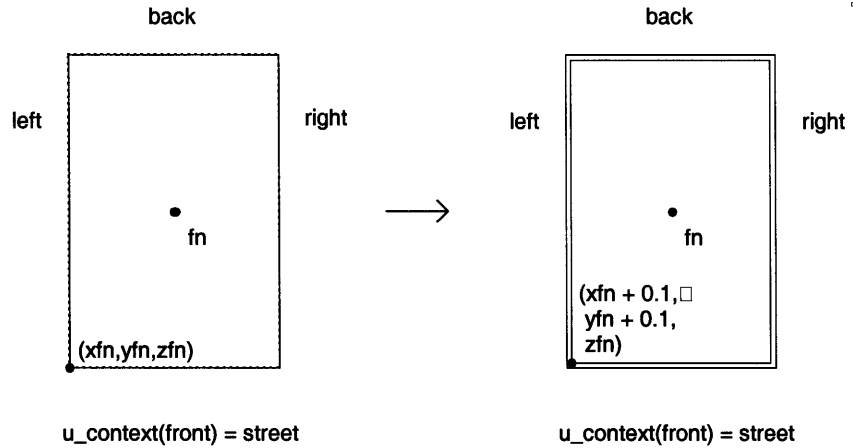 back
left
right
fn
(xfn,yfn,zfn)
u_context(front) = street
back
left
right
fn
(xfn + 0.1,□
yfn + 0.1,
zfn)
u_context(front) = street